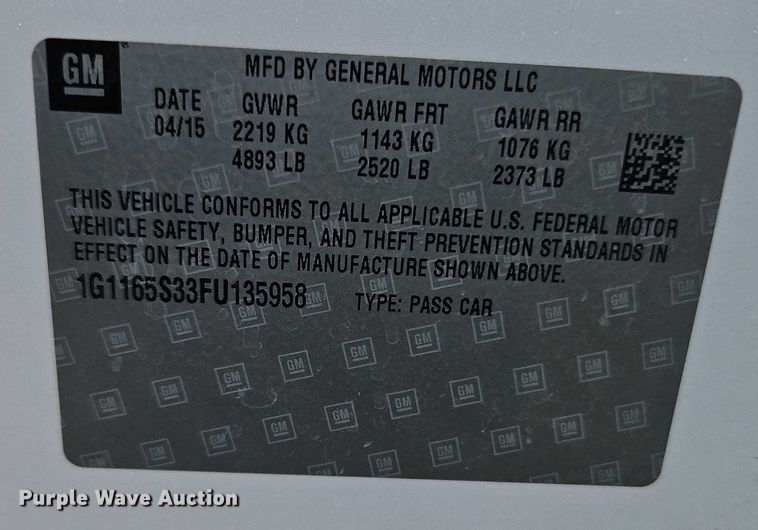 GM
MFD BY GENERAL MOTORS LLC
DATE GVWR GAWR FRT GAWR RR
04/15 2219 KG 1143 KG 1076 KG
4893 LB 2520 LB 2373 LB
THIS VEHICLE CONFORMS TO ALL APPLICABLE U.S. FEDERAL MOTOR
VEHICLE SAFETY, BUMPER, AND THEFT PREVENTION STANDARDS IN
EFFECT ON THE DATE OF MANUFACTURE SHOWN ABOVE.
1G1165S33FU135958 TYPE: PASS CAR
Purple Wave Auction